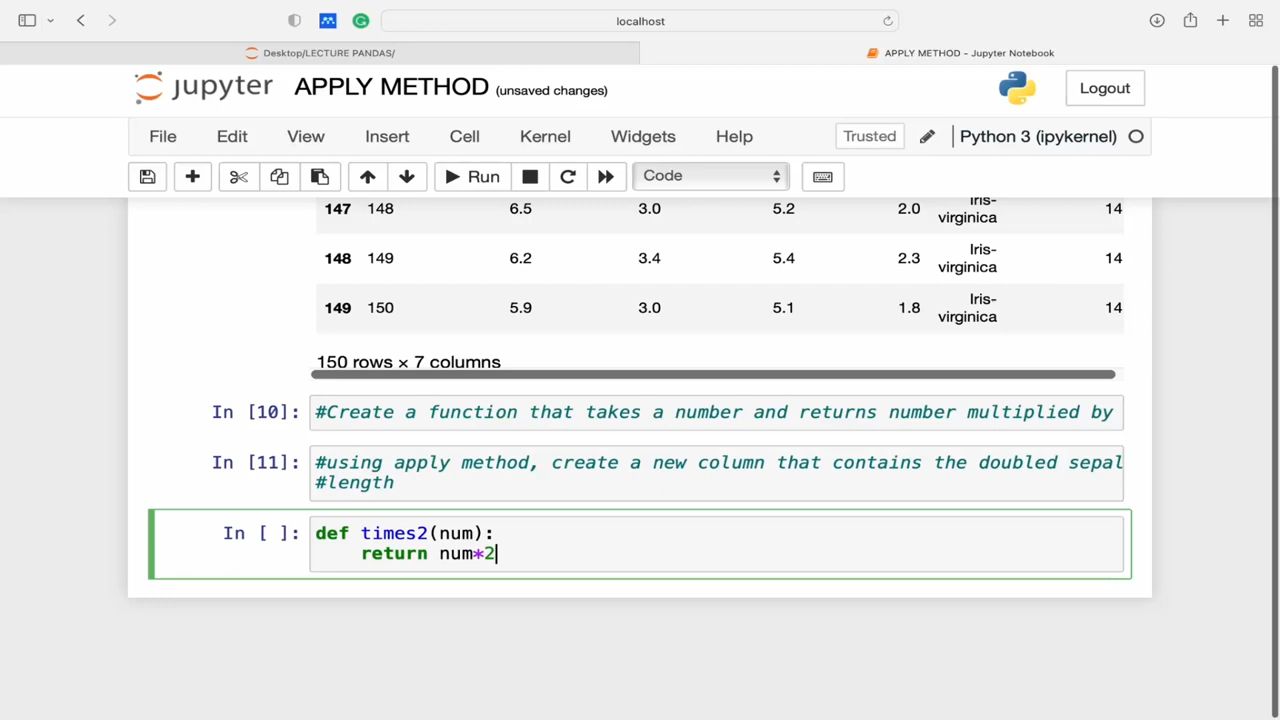 localhost
Desktop/LECTURE PANDAS/
APPLY METHOD - Jupyter Notebook
jupyter APPLY METHOD (unsaved changes)
Logout
File Edit View Insert Cell Kernel Widgets Help Trusted Python 3 (ipykernel)
Run Code
147 148 6.5 3.0 5.2 2.0 Iris-virginica 14
148 149 6.2 3.4 5.4 2.3 Iris-virginica 14
149 150 5.9 3.0 5.1 1.8 Iris-virginica 14
150 rows × 7 columns
In [10]: #Create a function that takes a number and returns number multiplied by
In [11]: #using apply method, create a new column that contains the doubled sepal
#length
In [ ]: def times2(num):
return num*2